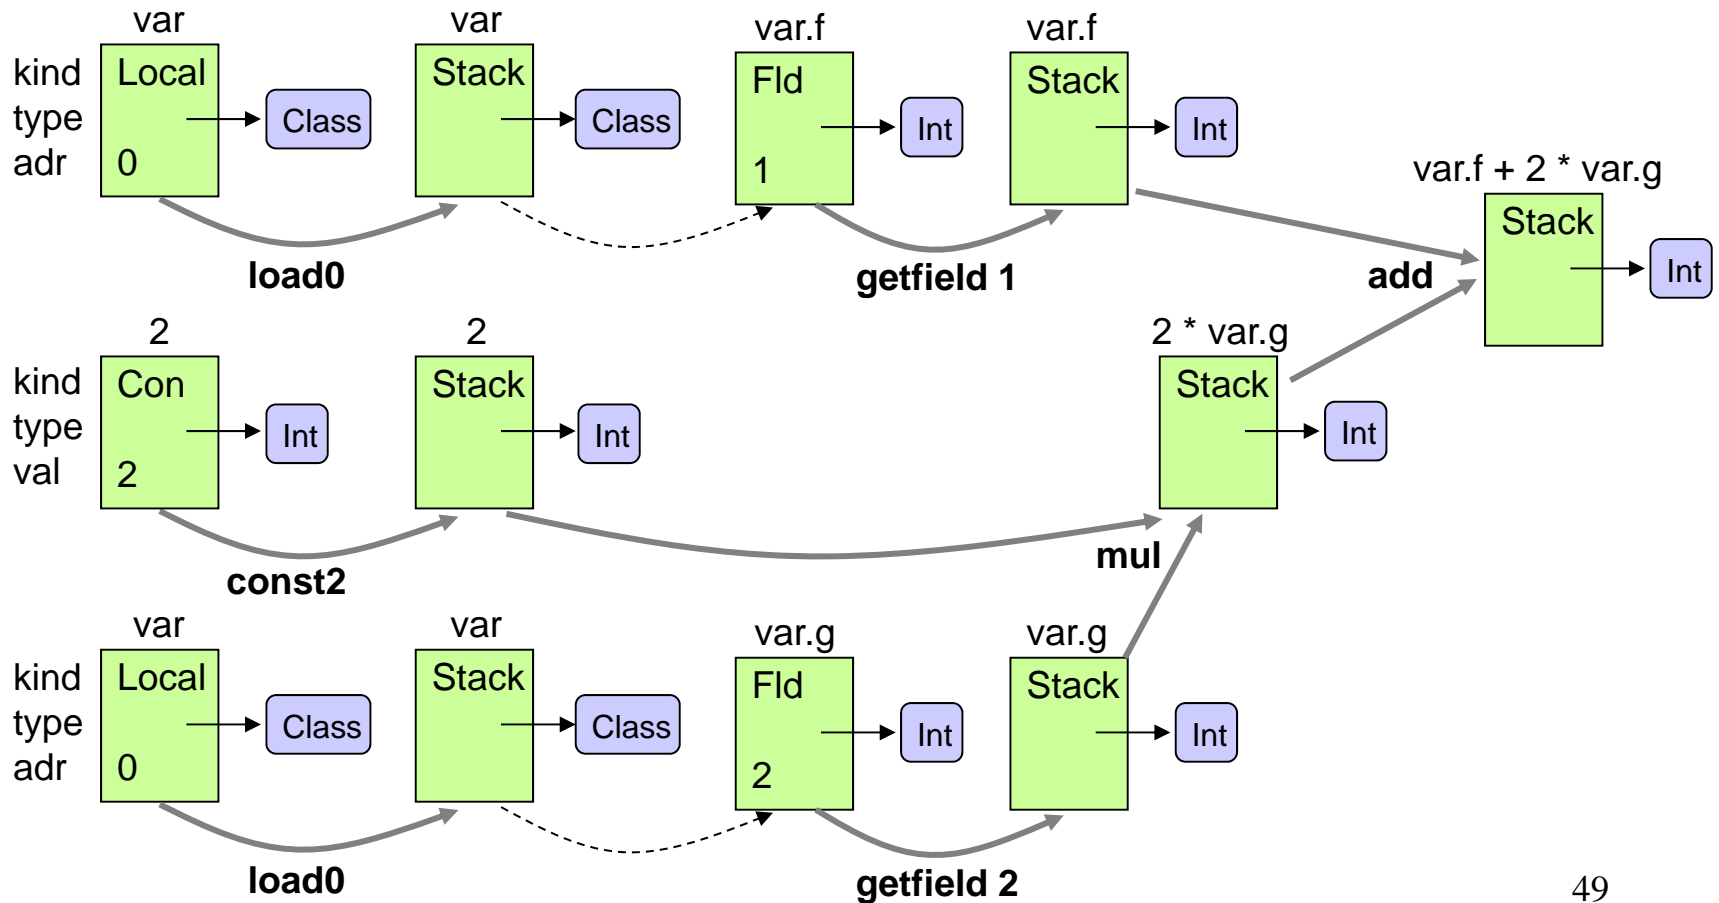 var var var.f var.f
kind Local Stack Fld Stack
type Class Class Int Int
adr 0 1
var.f + 2 * var.g
Stack
Int
load0 getfield 1 add
2 2 2 * var.g
kind Con Stack Stack
type Int Int Int
val 2
mul
const2
var var var.g var.g
kind Local Stack Fld Stack
type Class Class Int Int
adr 0 2
load0 getfield 2
49